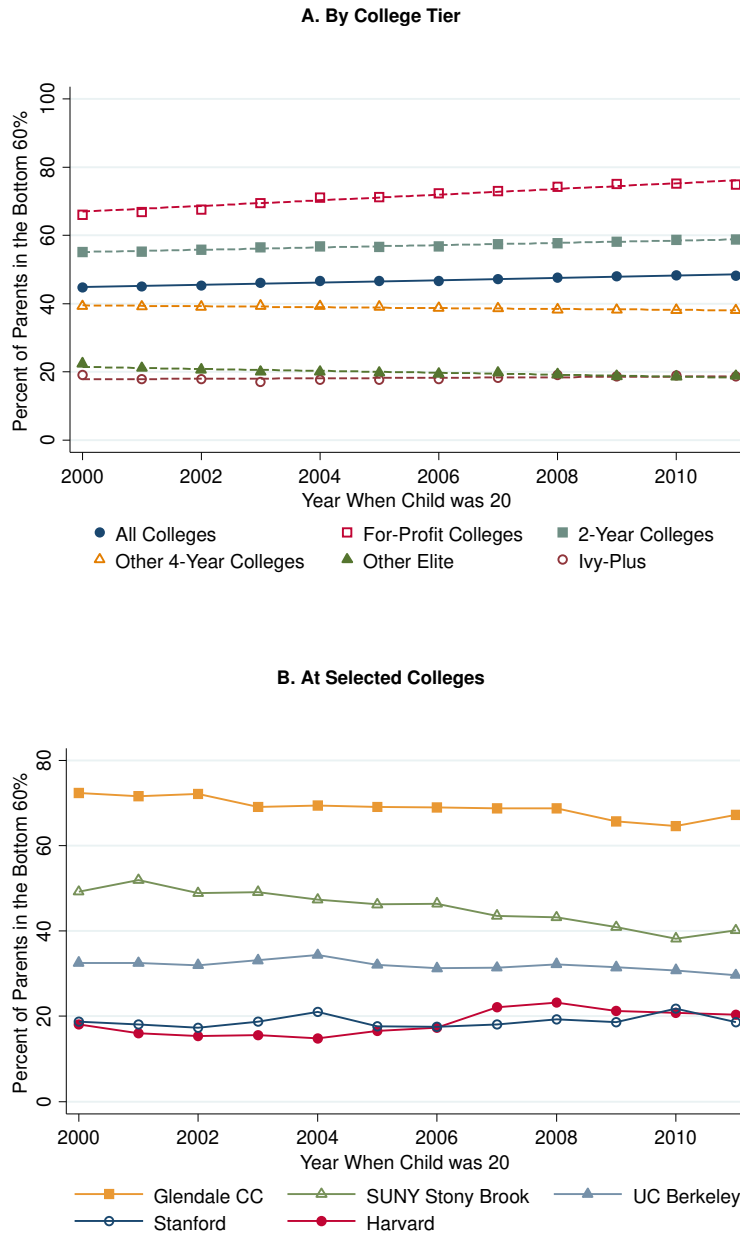 A. By College Tier
Percent of Parents in the Bottom 60%
100
80
60
40
20
0
2000 2002 2004 2006 2008 2010
Year When Child was 20
All Colleges For-Profit Colleges 2-Year Colleges
Other 4-Year Colleges Other Elite Ivy-Plus
B. At Selected Colleges
Percent of Parents in the Bottom 60%
80
60
40
20
0
2000 2002 2004 2006 2008 2010
Year When Child was 20
Glendale CC SUNY Stony Brook UC Berkeley
Stanford Harvard